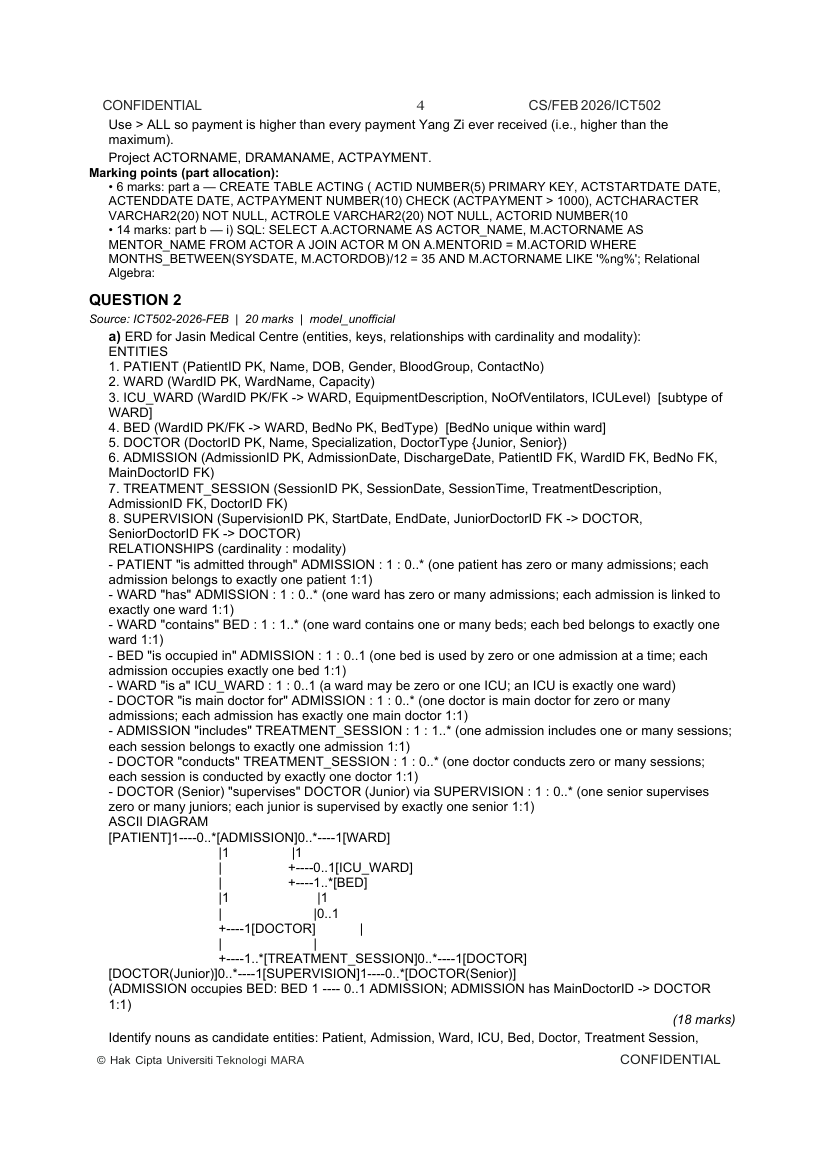 CONFIDENTIAL 4 CS/FEB 2026/ICT502
Use > ALL so payment is higher than every payment Yang Zi ever received (i.e., higher than the
maximum).
Project ACTORNAME, DRAMANAME, ACTPAYMENT.
Marking points (part allocation):
• 6 marks: part a — CREATE TABLE ACTING ( ACTID NUMBER(5) PRIMARY KEY, ACTSTARTDATE DATE,
ACTENDDATE DATE, ACTPAYMENT NUMBER(10) CHECK (ACTPAYMENT > 1000), ACTCHARACTER
VARCHAR2(20) NOT NULL, ACTROLE VARCHAR2(20) NOT NULL, ACTORID NUMBER(10
• 14 marks: part b — i) SQL: SELECT A.ACTORNAME AS ACTOR_NAME, M.ACTORNAME AS
MENTOR_NAME FROM ACTOR A JOIN ACTOR M ON A.MENTORID = M.ACTORID WHERE
MONTHS_BETWEEN(SYSDATE, M.ACTORDOB)/12 = 35 AND M.ACTORNAME LIKE '%ng%'; Relational
Algebra:
QUESTION 2
Source: ICT502-2026-FEB | 20 marks | model_unofficial
a) ERD for Jasin Medical Centre (entities, keys, relationships with cardinality and modality):
ENTITIES
1. PATIENT (PatientID PK, Name, DOB, Gender, BloodGroup, ContactNo)
2. WARD (WardID PK, WardName, Capacity)
3. ICU_WARD (WardID PK/FK -> WARD, EquipmentDescription, NoOfVentilators, ICULevel) [subtype of
WARD]
4. BED (WardID PK/FK -> WARD, BedNo PK, BedType) [BedNo unique within ward]
5. DOCTOR (DoctorID PK, Name, Specialization, DoctorType {Junior, Senior})
6. ADMISSION (AdmissionID PK, AdmissionDate, DischargeDate, PatientID FK, WardID FK, BedNo FK,
MainDoctorID FK)
7. TREATMENT_SESSION (SessionID PK, SessionDate, SessionTime, TreatmentDescription,
AdmissionID FK, DoctorID FK)
8. SUPERVISION (SupervisionID PK, StartDate, EndDate, JuniorDoctorID FK -> DOCTOR,
SeniorDoctorID FK -> DOCTOR)
RELATIONSHIPS (cardinality : modality)
- PATIENT "is admitted through" ADMISSION : 1 : 0..* (one patient has zero or many admissions; each
admission belongs to exactly one patient 1:1)
- WARD "has" ADMISSION : 1 : 0..* (one ward has zero or many admissions; each admission is linked to
exactly one ward 1:1)
- WARD "contains" BED : 1 : 1..* (one ward contains one or many beds; each bed belongs to exactly one
ward 1:1)
- BED "is occupied in" ADMISSION : 1 : 0..1 (one bed is used by zero or one admission at a time; each
admission occupies exactly one bed 1:1)
- WARD "is a" ICU_WARD : 1 : 0..1 (a ward may be zero or one ICU; an ICU is exactly one ward)
- DOCTOR "is main doctor for" ADMISSION : 1 : 0..* (one doctor is main doctor for zero or many
admissions; each admission has exactly one main doctor 1:1)
- ADMISSION "includes" TREATMENT_SESSION : 1 : 1..* (one admission includes one or many sessions;
each session belongs to exactly one admission 1:1)
- DOCTOR "conducts" TREATMENT_SESSION : 1 : 0..* (one doctor conducts zero or many sessions;
each session is conducted by exactly one doctor 1:1)
- DOCTOR (Senior) "supervises" DOCTOR (Junior) via SUPERVISION : 1 : 0..* (one senior supervises
zero or many juniors; each junior is supervised by exactly one senior 1:1)
ASCII DIAGRAM
[PATIENT]1----0..*[ADMISSION]0..*----1[WARD]
|1 |1
| +----0..1[ICU_WARD]
| +----1..*[BED]
|1 |1
| |0..1
+----1[DOCTOR] |
| |
+----1..*[TREATMENT_SESSION]0..*----1[DOCTOR]
[DOCTOR(Junior)]0..*----1[SUPERVISION]1----0..*[DOCTOR(Senior)]
(ADMISSION occupies BED: BED 1 ---- 0..1 ADMISSION; ADMISSION has MainDoctorID -> DOCTOR
1:1)
(18 marks)
Identify nouns as candidate entities: Patient, Admission, Ward, ICU, Bed, Doctor, Treatment Session,
© Hak Cipta Universiti Teknologi MARA CONFIDENTIAL